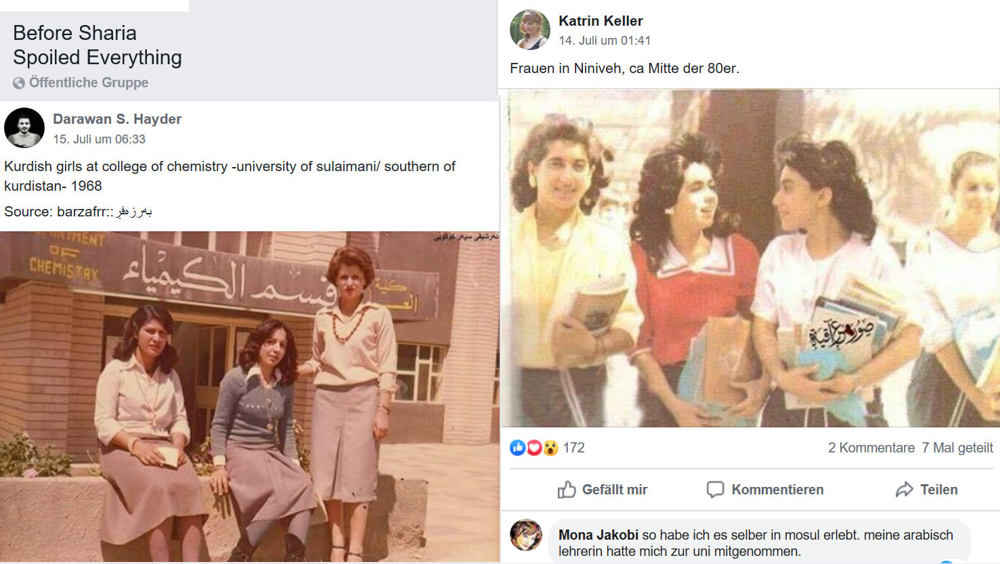 Before Sharia
Spoiled Everything
Öffentliche Gruppe
Darawan S. Hayder
15. Juli um 06:33
Kurdish girls at college of chemistry -university of sulaimani/ southern of
kurdistan- 1968
Source: barzafrr::بەرزەفڕ
ئەرشیفی سپەر کۆکۆیی
DEPARTMENT
OF
CHEMISTRY
قسم الكيمياء
كلية
العلوم
Katrin Keller
14. Juli um 01:41
Frauen in Niniveh, ca Mitte der 80er.
صور عراقية
172
2 Kommentare 7 Mal geteilt
Gefällt mir
Kommentieren
Teilen
Mona Jakobi so habe ich es selber in mosul erlebt. meine arabisch
lehrerin hatte mich zur uni mitgenommen.